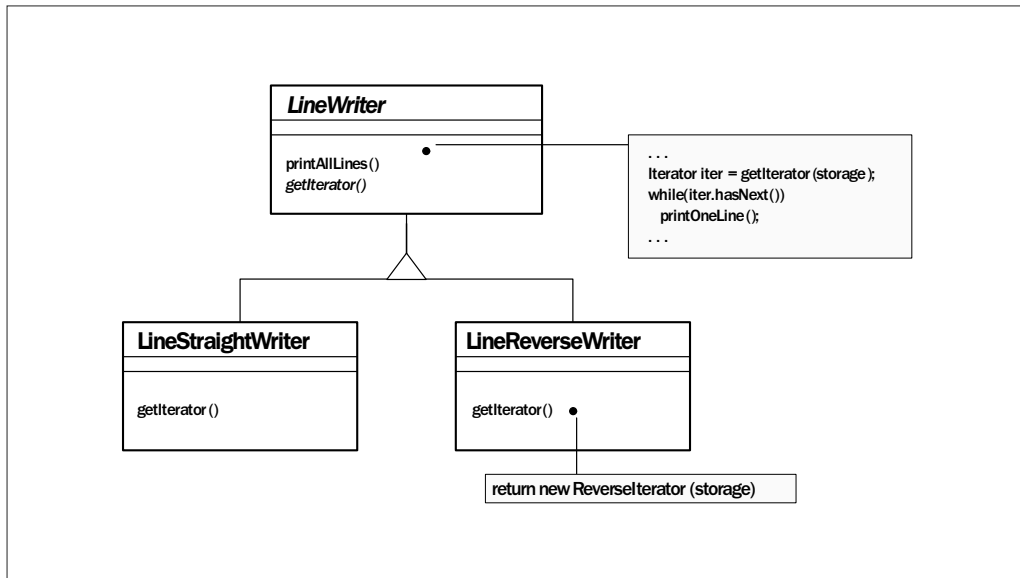 LineWriter
printAllLines()
getIterator()
...
Iterator iter = getIterator(storage);
while(iter.hasNext())
printOneLine();
...
LineStraightWriter
getIterator()
LineReverseWriter
getIterator()
return new ReverseIterator (storage)